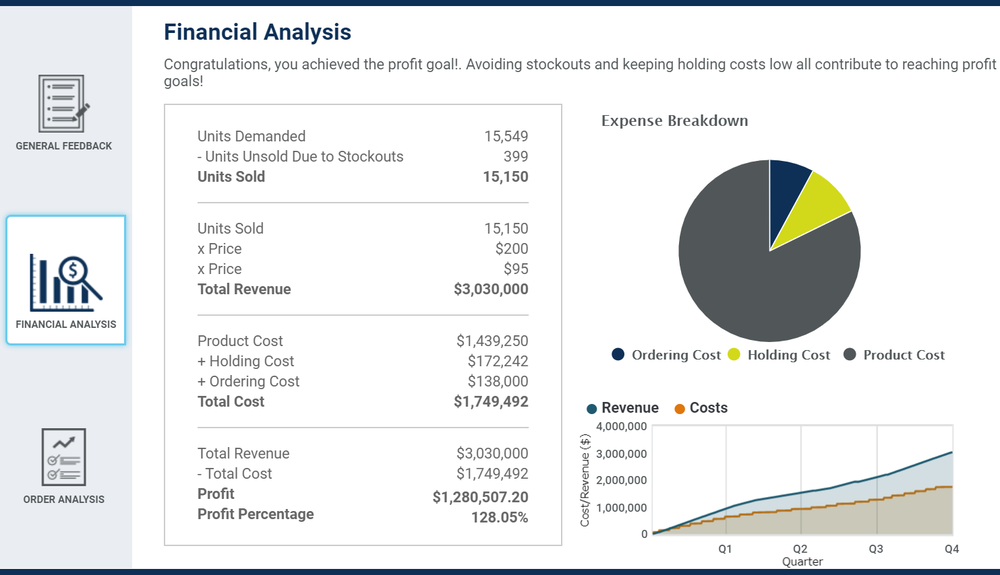 Financial Analysis
Congratulations, you achieved the profit goal!. Avoiding stockouts and keeping holding costs low all contribute to reaching profit
goals!
GENERAL FEEDBACK
FINANCIAL ANALYSIS
ORDER ANALYSIS
Units Demanded 15,549
- Units Unsold Due to Stockouts 399
Units Sold 15,150
Units Sold 15,150
x Price $200
x Price $95
Total Revenue $3,030,000
Product Cost $1,439,250
+ Holding Cost $172,242
+ Ordering Cost $138,000
Total Cost $1,749,492
Total Revenue $3,030,000
- Total Cost $1,749,492
Profit $1,280,507.20
Profit Percentage 128.05%
Expense Breakdown
Ordering Cost Holding Cost Product Cost
Revenue Costs
Cost/Revenue ($)
4,000,000
3,000,000
2,000,000
1,000,000
0
Q1 Q2 Q3 Q4
Quarter